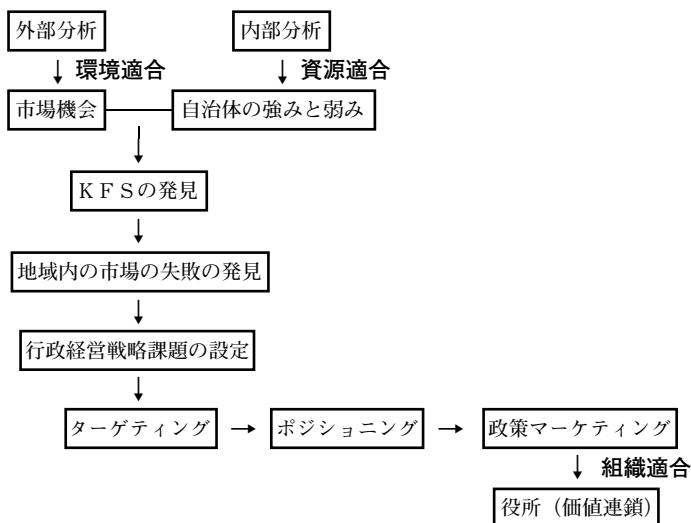 外部分析 内部分析
環境適合 資源適合
市場機会 自治体の強みと弱み
ＫＦＳの発見
地域内の市場の失敗の発見
行政経営戦略課題の設定
ターゲティング ポジショニング 政策マーケティング
組織適合
役所（価値連鎖）